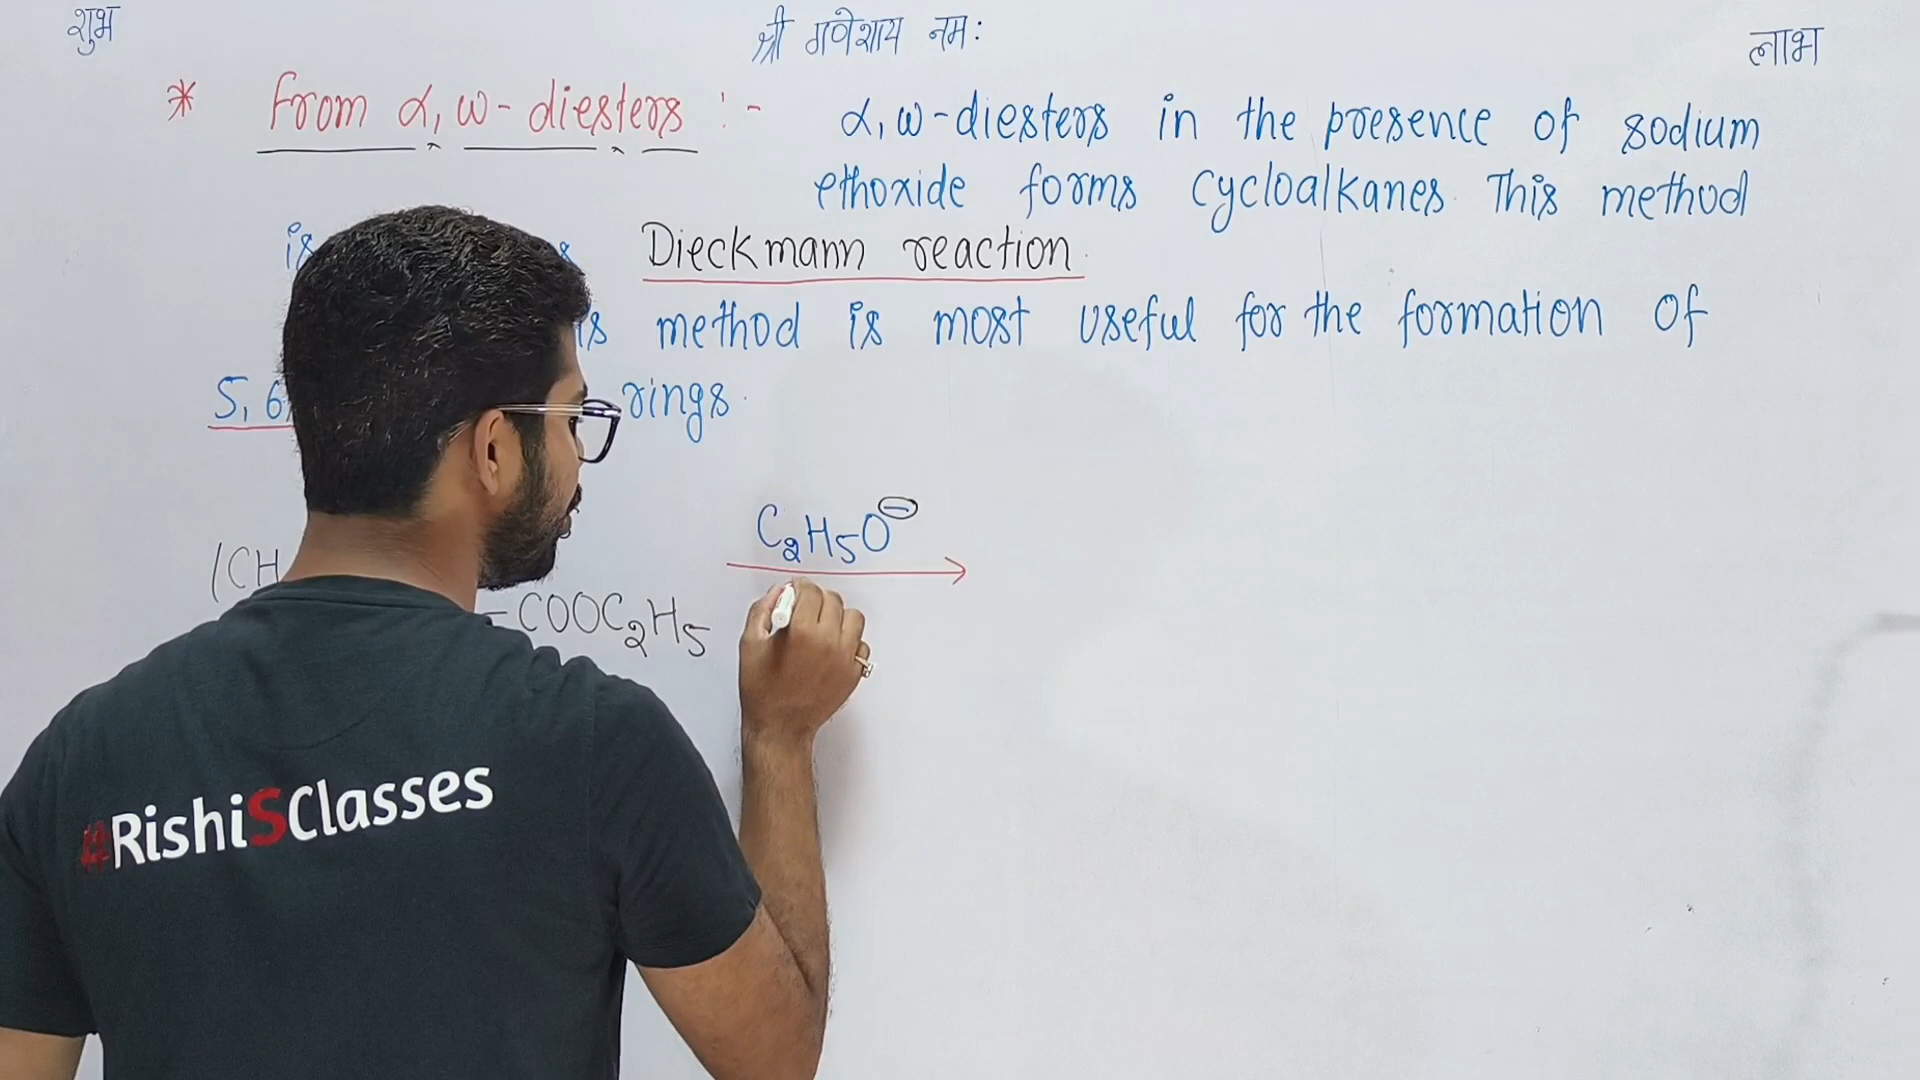 शुभ श्री गणेशाय नमः लाभ
* From α, ω - diesters :- α, ω - diesters in the presence of sodium
ethoxide forms cycloalkanes. This method
is Dieckmann reaction.
method is most useful for the formation of
5, 6 rings.
C2H5O⊖
(CH
-COOC2H5
#RishiSClasses